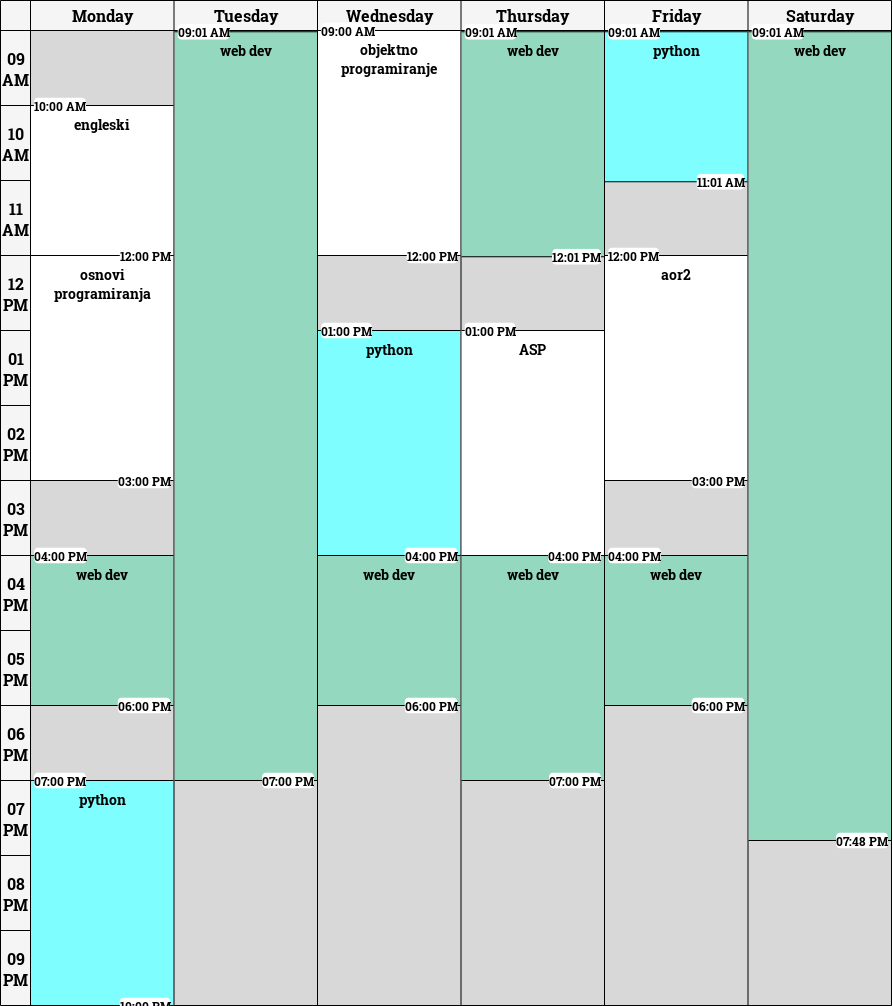 Monday Tuesday Wednesday Thursday Friday Saturday
09:01 AM 09:00 AM 09:01 AM 09:01 AM 09:01 AM
web dev objektno web dev python web dev
programiranje
09
AM
10:00 AM
engleski
10
AM
11:01 AM
11
AM
12:00 PM 12:00 PM 12:01 PM 12:00 PM
osnovi aor2
programiranja
12
PM
01:00 PM 01:00 PM
python ASP
01
PM
02
PM
03:00 PM 03:00 PM
03
PM
04:00 PM 04:00 PM 04:00 PM 04:00 PM
web dev web dev web dev web dev
04
PM
05
PM
06:00 PM 06:00 PM 06:00 PM
06
PM
07:00 PM 07:00 PM 07:00 PM
python
07
PM
07:48 PM
08
PM
09
PM
10:00 PM